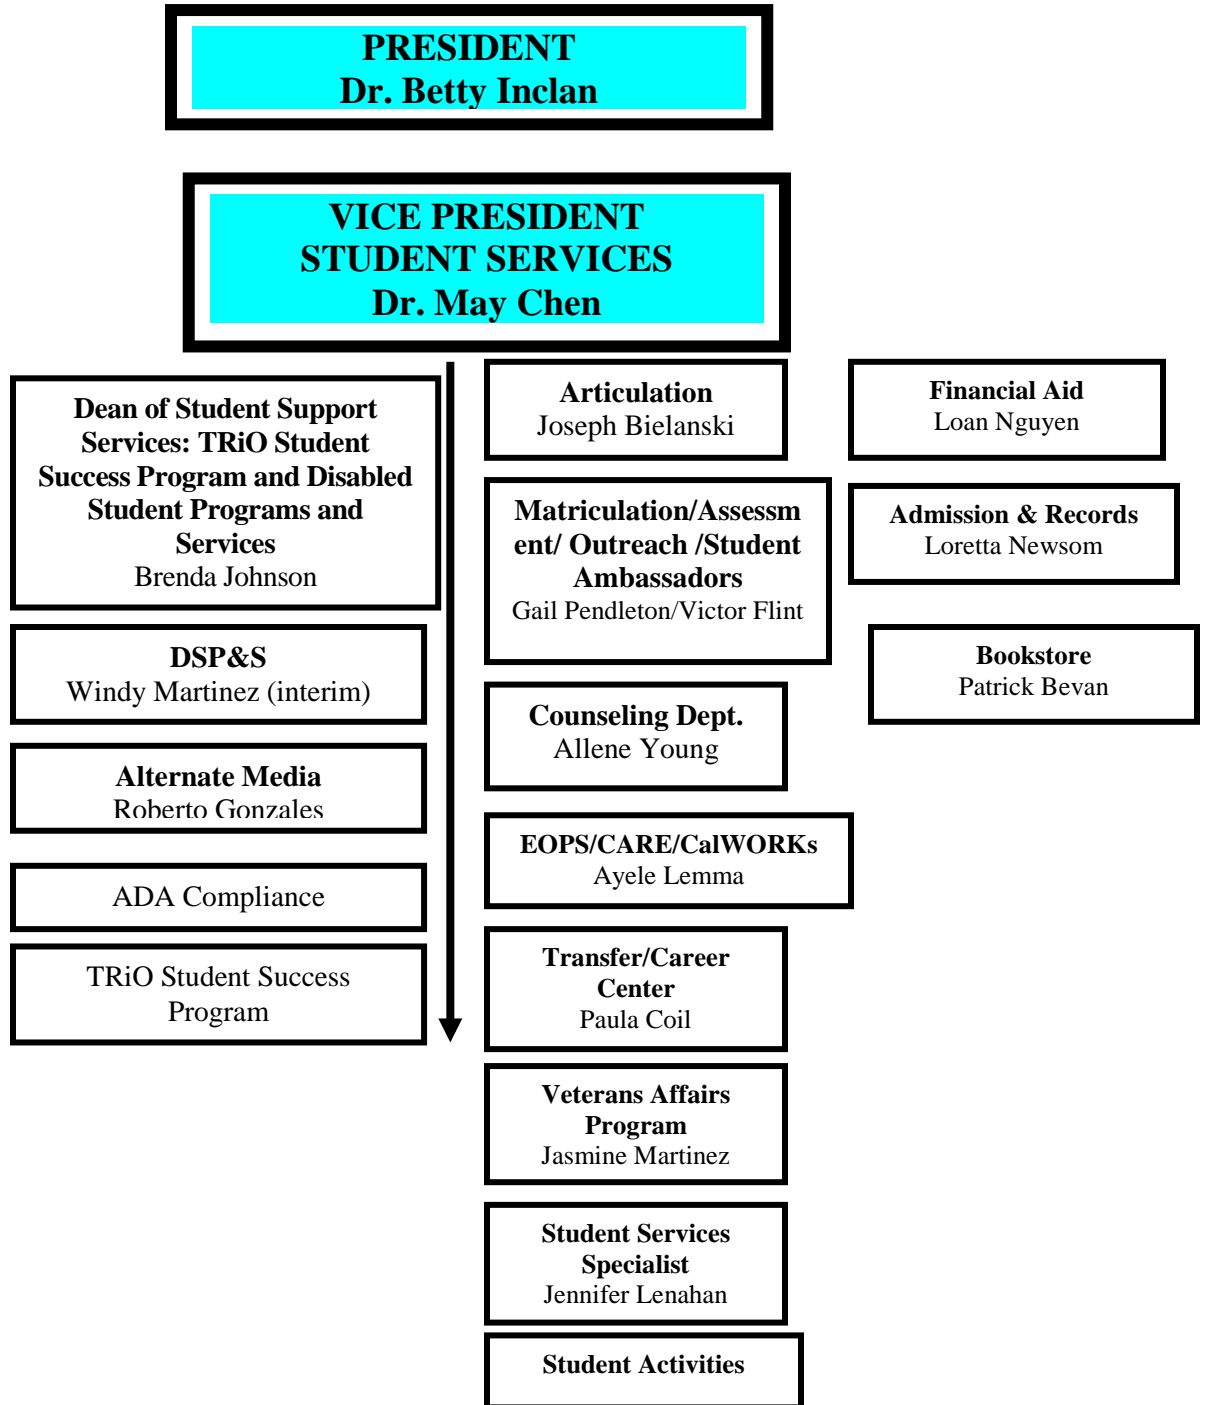 PRESIDENT
Dr. Betty Inclan
VICE PRESIDENT
STUDENT SERVICES
Dr. May Chen
Dean of Student Support
Services: TRiO Student
Success Program and Disabled
Student Programs and
Services
Brenda Johnson
DSP&S
Windy Martinez (interim)
Alternate Media
Roberto Gonzales
ADA Compliance
TRiO Student Success
Program
Articulation
Joseph Bielanski
Matriculation/Assessm
ent/ Outreach /Student
Ambassadors
Gail Pendleton/Victor Flint
Counseling Dept.
Allene Young
EOPS/CARE/CalWORKs
Ayele Lemma
Transfer/Career
Center
Paula Coil
Veterans Affairs
Program
Jasmine Martinez
Student Services
Specialist
Jennifer Lenahan
Student Activities
Financial Aid
Loan Nguyen
Admission & Records
Loretta Newsom
Bookstore
Patrick Bevan